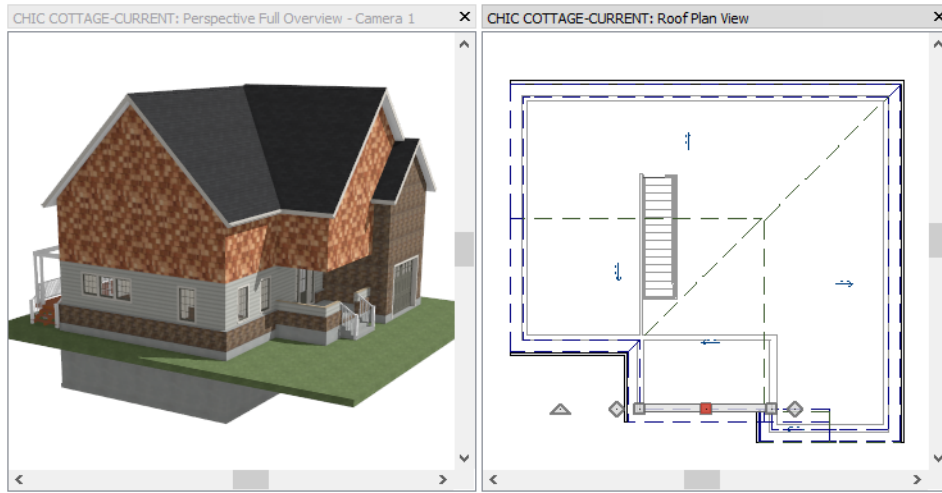 CHIC COTTAGE-CURRENT: Perspective Full Overview - Camera 1
CHIC COTTAGE-CURRENT: Roof Plan View